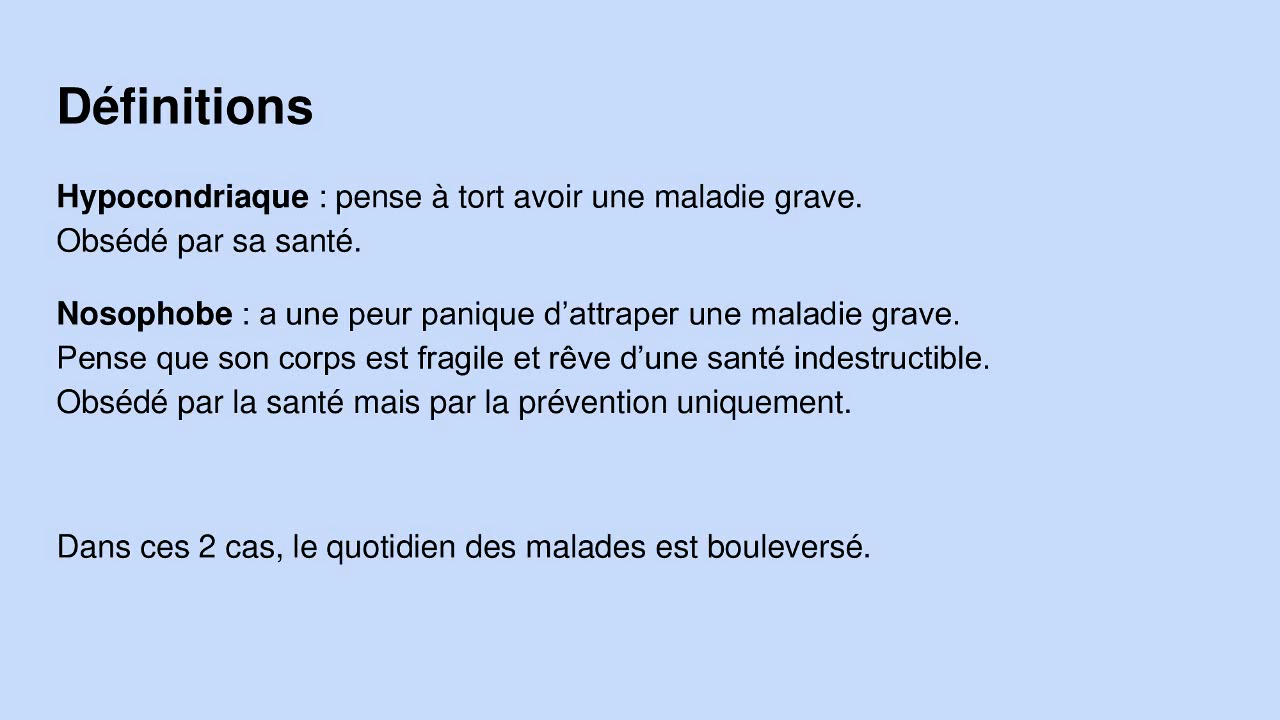 Définitions
Hypocondriaque : pense à tort avoir une maladie grave.
Obsédé par sa santé.
Nosophobe : a une peur panique d’attraper une maladie grave.
Pense que son corps est fragile et rêve d’une santé indestructible.
Obsédé par la santé mais par la prévention uniquement.
Dans ces 2 cas, le quotidien des malades est bouleversé.